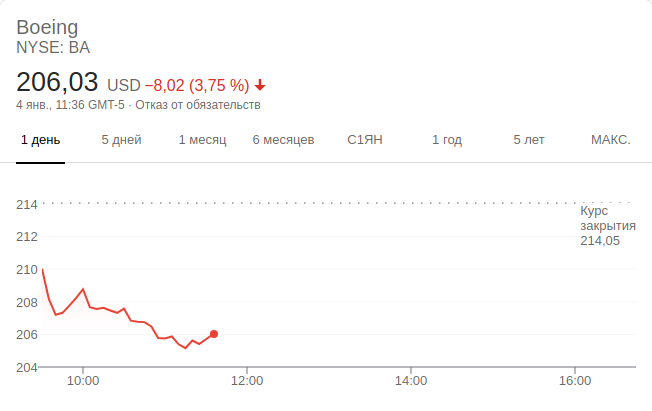 Boeing
NYSE: BA
206,03 USD −8,02 (3,75 %)
4 янв., 11:36 GMT-5 · Отказ от обязательств
1 день 5 дней 1 месяц 6 месяцев С1ЯН 1 год 5 лет МАКС.
214
Курс
закрытия
214,05
212
210
208
206
204
10:00 12:00 14:00 16:00